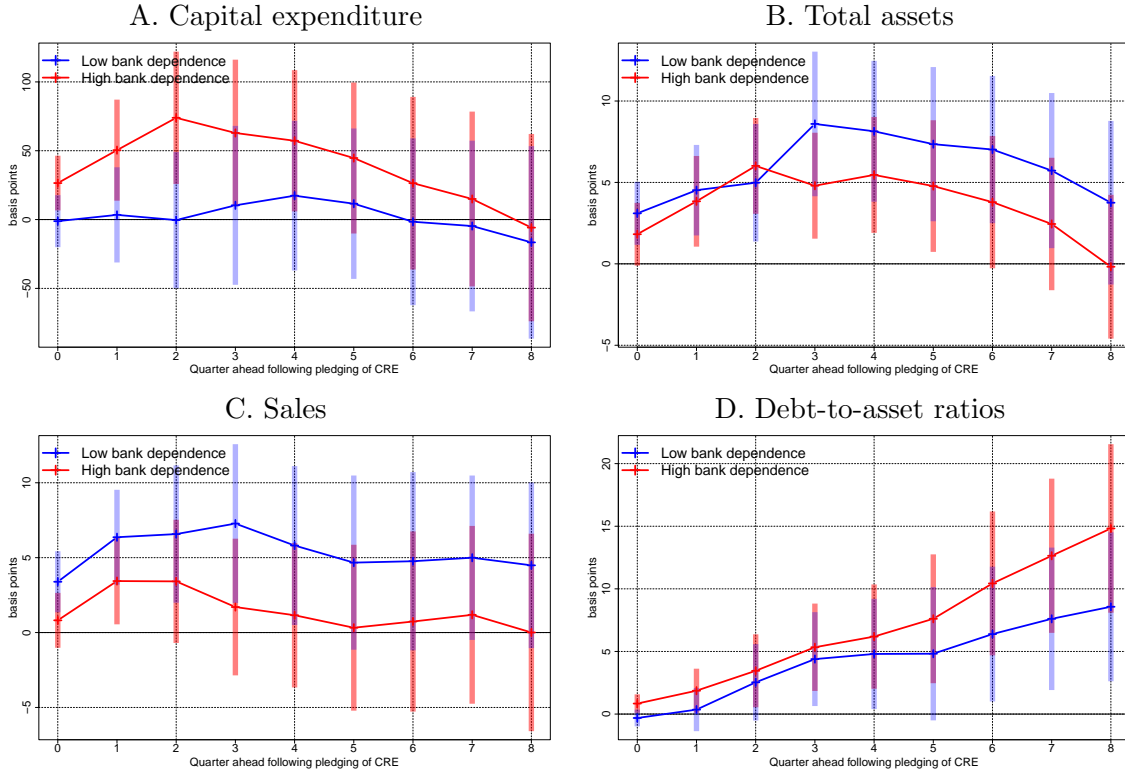 A. Capital expenditure
Low bank dependence
High bank dependence
basis points
100
50
0
−50
0 1 2 3 4 5 6 7 8
Quarter ahead following pledging of CRE
B. Total assets
Low bank dependence
High bank dependence
basis points
10
5
0
−5
0 1 2 3 4 5 6 7 8
Quarter ahead following pledging of CRE
C. Sales
Low bank dependence
High bank dependence
basis points
10
5
0
−5
0 1 2 3 4 5 6 7 8
Quarter ahead following pledging of CRE
D. Debt-to-asset ratios
Low bank dependence
High bank dependence
basis points
20
15
10
5
0
0 1 2 3 4 5 6 7 8
Quarter ahead following pledging of CRE